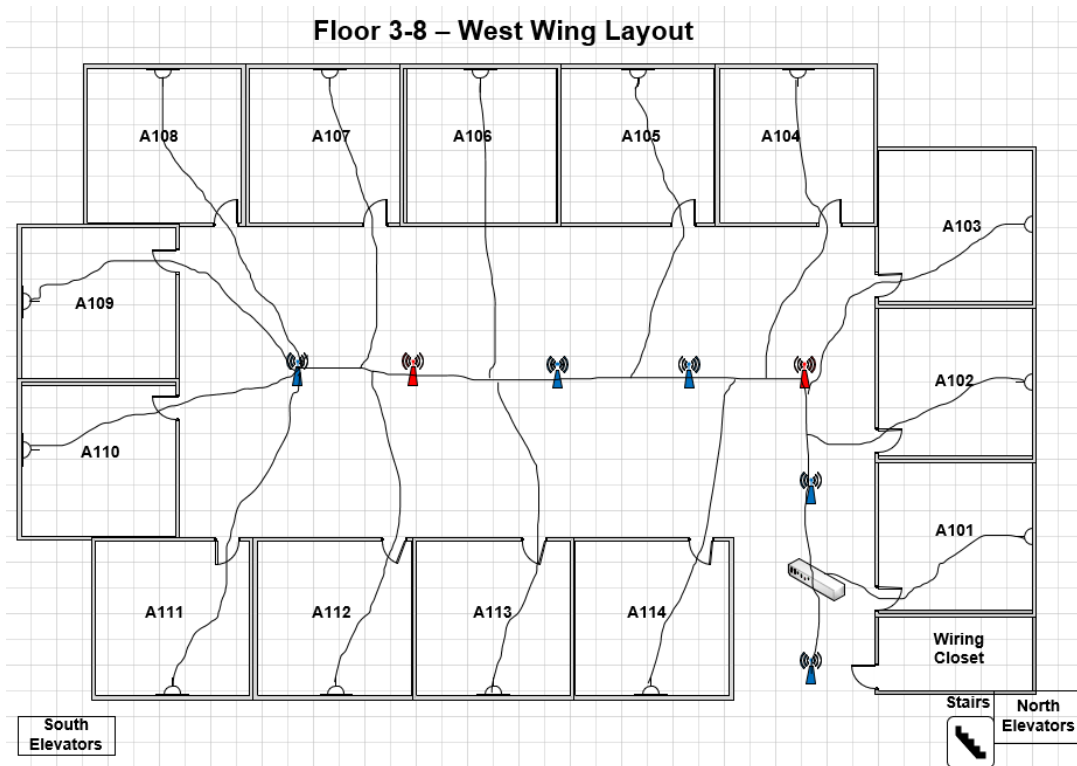 Floor 3-8 – West Wing Layout
A108
A107
A106
A105
A104
A103
A109
A102
A110
A101
A111
A112
A113
A114
Wiring
Closet
Stairs
North
Elevators
South
Elevators